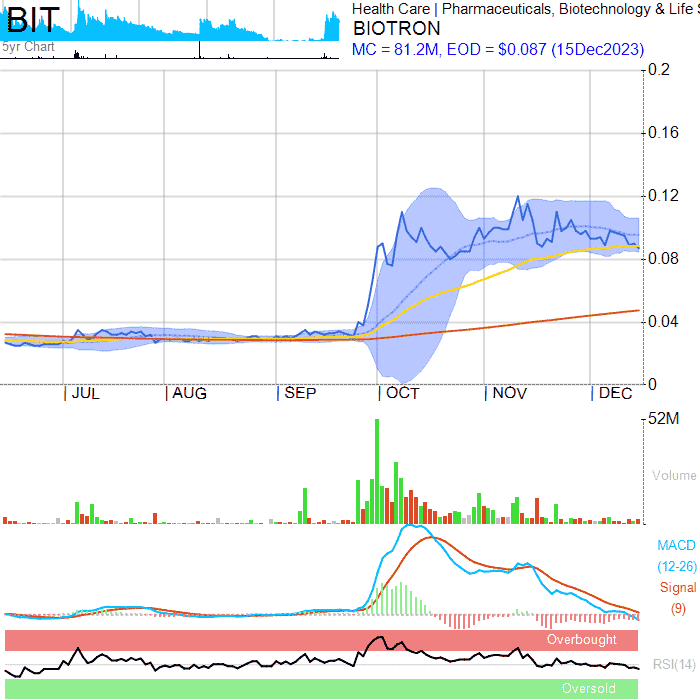 BIT
5yr Chart
Health Care | Pharmaceuticals, Biotechnology & Life S
BIOTRON
MC = 81.2M, EOD = $0.087 (15Dec2023)
0.2
0.16
0.12
0.08
0.04
0
JUL AUG SEP OCT NOV DEC
52M
Volume
MACD
(12-26)
Signal
(9)
Overbought
RSI(14)
Oversold